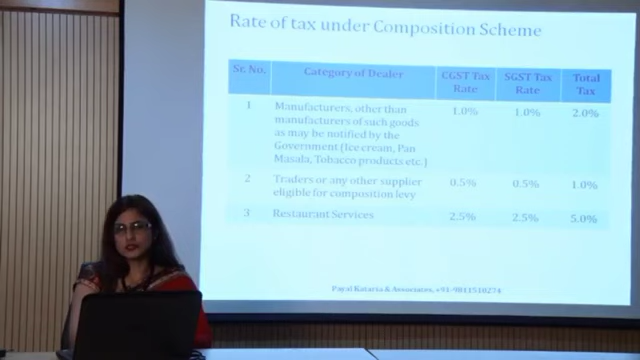 Rate of tax under Composition Scheme
Sr. No. Category of Dealer CGST Tax Rate SGST Tax Rate Total Tax
1 Manufacturers, other than 1.0% 1.0% 2.0%
manufacturers of such goods
as may be notified by the
Government (Ice cream, Pan
Masala, Tobacco products etc.)
2 Traders or any other supplier 0.5% 0.5% 1.0%
eligible for composition levy
3 Restaurant Services 2.5% 2.5% 5.0%
Payal Kataria & Associates, +91-9811510274